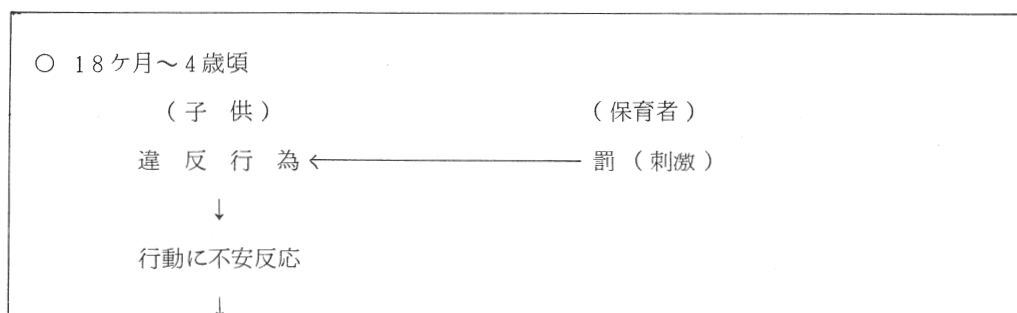 ○ 18ケ月～4歳頃
（子 供） （保育者）
違 反 行 為 ← 罰（刺激）
↓
行動に不安反応
↓